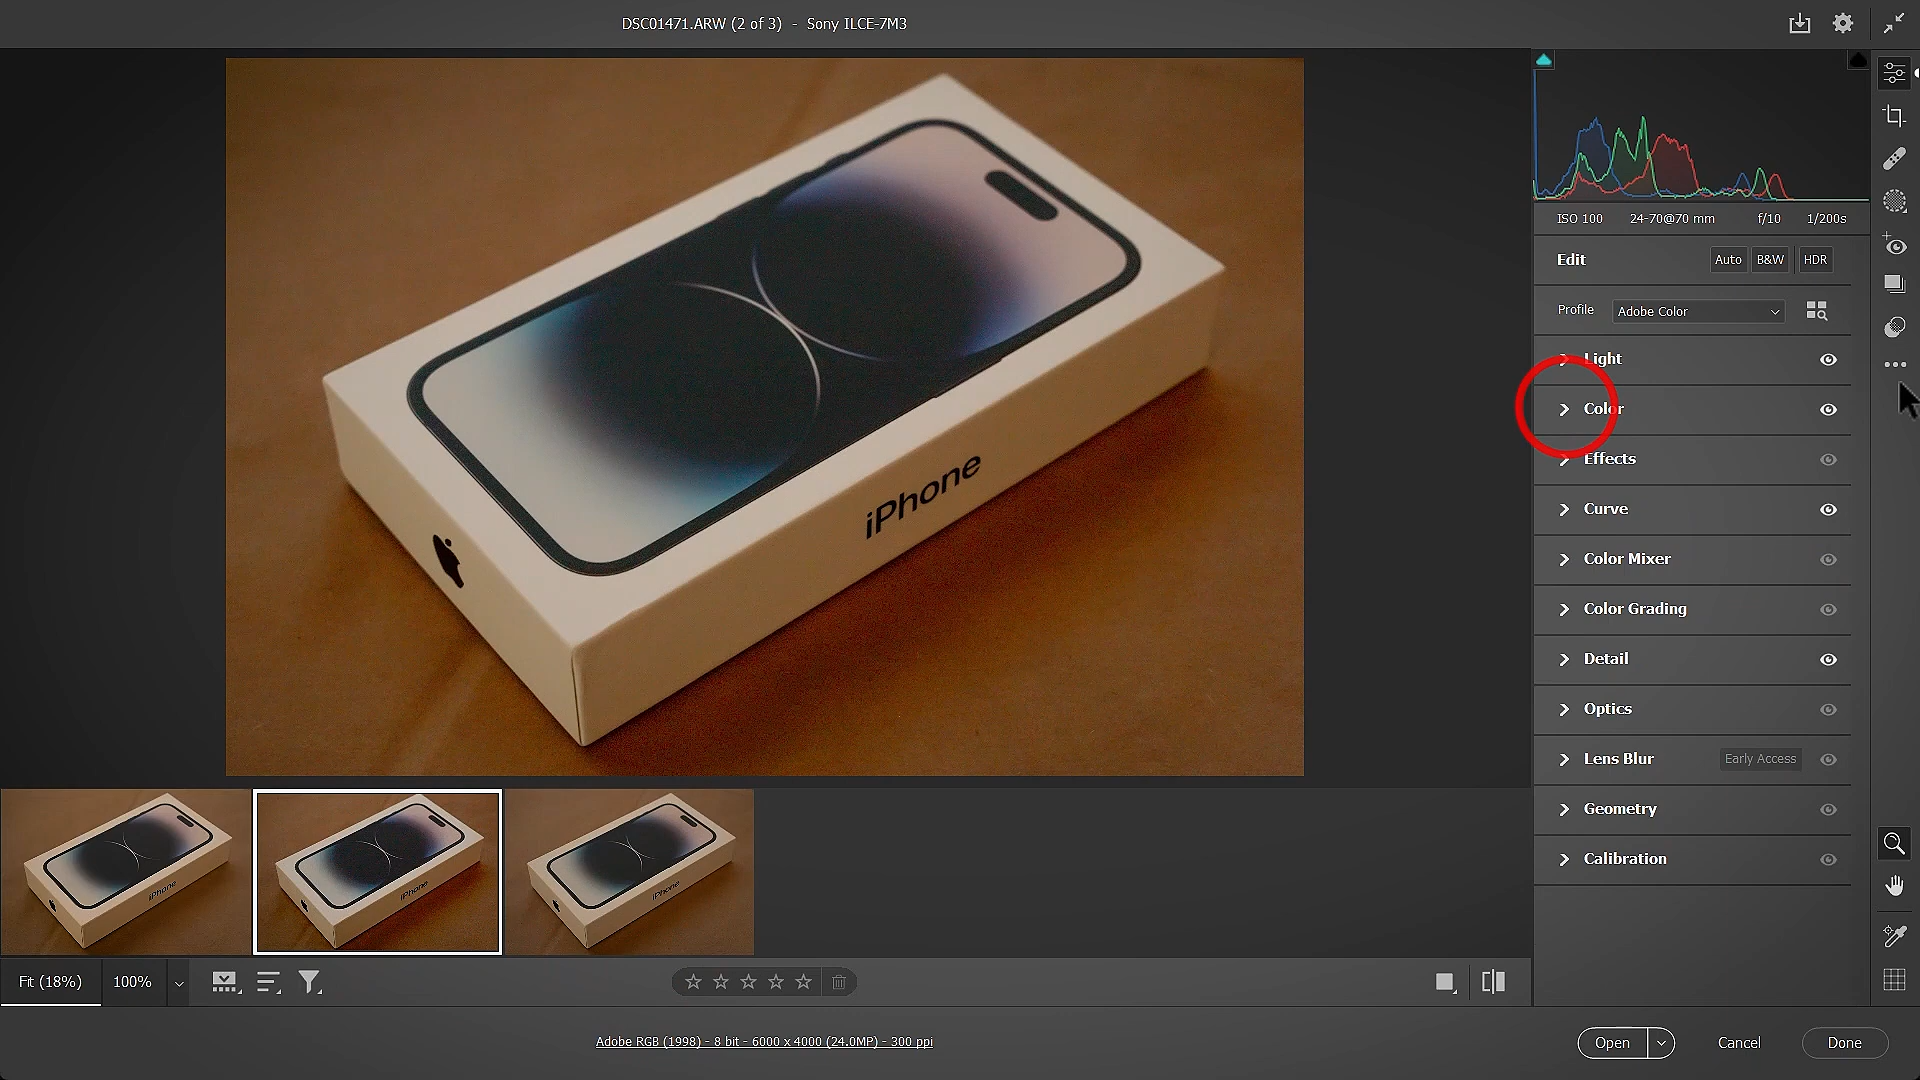 DSC01471.ARW (2 of 3) - Sony ILCE-7M3
ISO 100 24-70@70 mm f/10 1/200s
Edit Auto B&W HDR
Profile Adobe Color
Light
Color
Effects
Curve
Color Mixer
Color Grading
Detail
Optics
Lens Blur Early Access
Geometry
Calibration
iPhone
iPhone
iPhone
iPhone
Fit (18%) 100%
Adobe RGB (1998) - 8 bit - 6000 x 4000 (24.0MP) - 300 ppi
Open Cancel Done